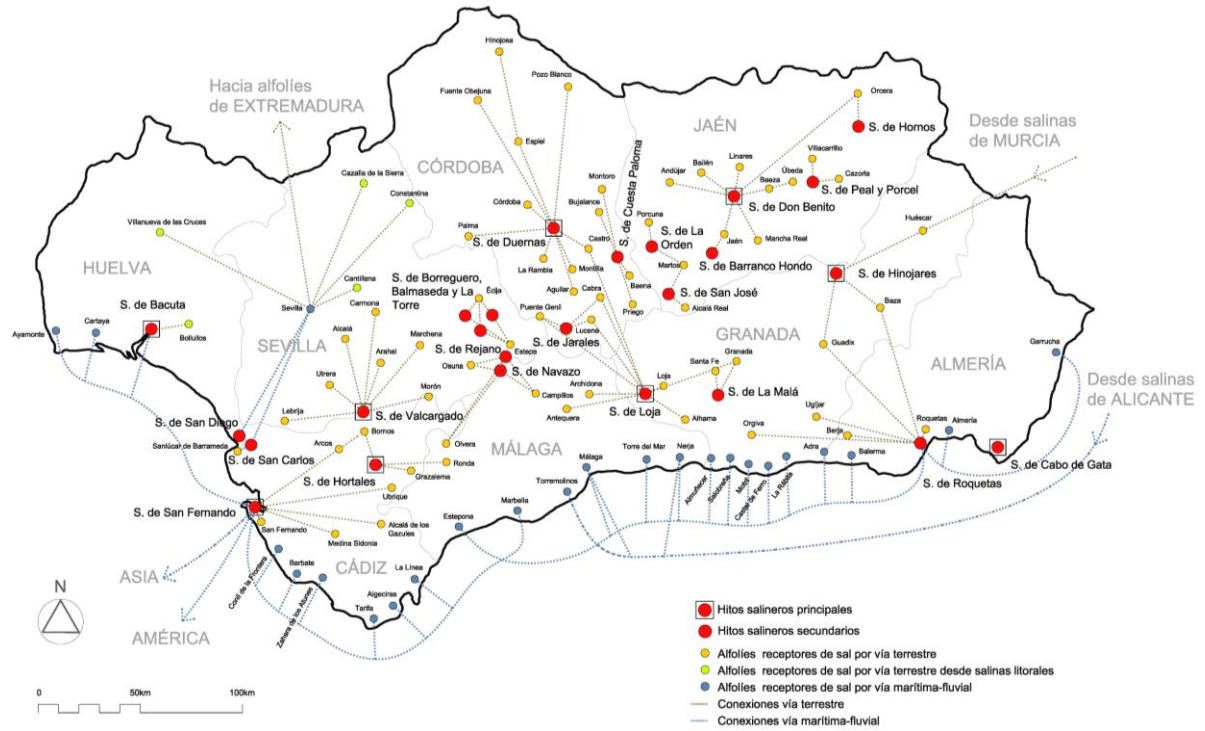 Hacia alfolíes
de EXTREMADURA
Hinojosa
Pozo Blanco
Fuente Obejuna
Espiel
CÓRDOBA
JAÉN
Orcera
S. de Hornos
Desde salinas
de MURCIA
Cazalla de la Sierra
Constantina
Villanueva de las Cruces
Montoro
Bujalance
S. de Cuesta Paloma
Córdoba
Palma
S. de Duernas
Castro
La Rambla
Montilla
Aguilar
Cabra
Baena
Priego
Andújar
Bailén
Linares
Baeza
Úbeda
Villacarrillo
Cazorla
S. de Peal y Porcel
S. de Don Benito
Porcuna
S. de La
Orden
Jaén
Mancha Real
Martos
S. de Barranco Hondo
S. de San José
Alcalá Real
Huéscar
S. de Hinojares
Baza
Guadix
HUELVA
S. de Bacuta
Ayamonte
Cartaya
Bollullos
Sevilla
Cantillana
Carmona
S. de Borreguero,
Balmaseda y La
Torre
Écija
SEVILLA
Alcalá
Marchena
Arahal
Utrera
Morón
Lebrija
S. de Valcargado
S. de Rejano
Estepa
Osuna
S. de Navazo
Campillos
Puente Genil
Lucena
S. de Jarales
Archidona
Antequera
Loja
S. de Loja
Alhama
GRANADA
Santa Fe
Granada
S. de La Malá
ALMERÍA
Garrucha
Desde salinas
de ALICANTE
Ugíjar
Orgiva
Berja
Roquetas
Almería
S. de Roquetas
S. de Cabo de Gata
S. de San Diego
Sanlúcar de Barrameda
S. de San Carlos
Bornos
Arcos
S. de Hortales
Olvera
Ronda
Grazalema
Ubrique
MÁLAGA
S. de San Fernando
San Fernando
Medina Sidonia
Alcalá de los
Gazules
CÁDIZ
Marbella
Estepona
Torremolinos
Málaga
Torre del Mar
Nerja
Almuñecar
Salobreña
Motril
Castel de Ferro
La Rápita
Adra
Balerma
ASIA
AMÉRICA
Conil de la Frontera
Barbate
Zahara de los Atunes
Tarifa
Algeciras
La Línea
N
0 50km 100km
Hitos salineros principales
Hitos salineros secundarios
Alfolíes receptores de sal por vía terrestre
Alfolíes receptores de sal por vía terrestre desde salinas litorales
Alfolíes receptores de sal por vía marítima-fluvial
Conexiones vía terrestre
Conexiones vía marítima-fluvial